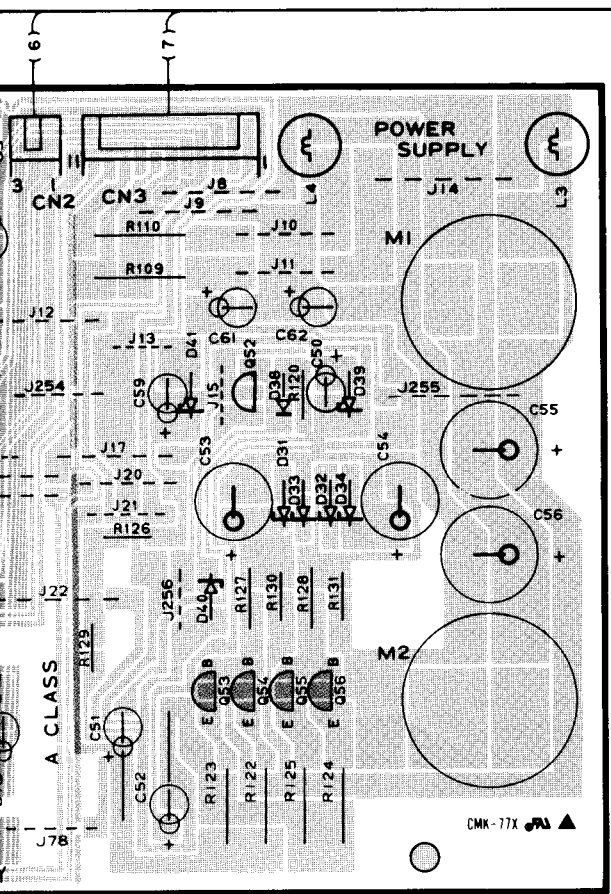 (6)
(7)
3
1
11
1
CN2
CN3
POWER
SUPPLY
L4
L3
J8
J9
J14
R110
J10
M1
R109
J11
C61
C62
J12
J13
D41
Q52
C50
J254
C59
J15
D38
R120
D39
J255
C55
J17
C53
D31
C54
J20
D33
D32
D34
J21
R126
C56
J22
J256
D40
R127
R130
R128
R131
R129
M2
A CLASS
B
B
B
B
Q53
Q54
Q55
Q56
E
E
E
E
C51
C52
R123
R122
R125
R124
J78
CMK-77X